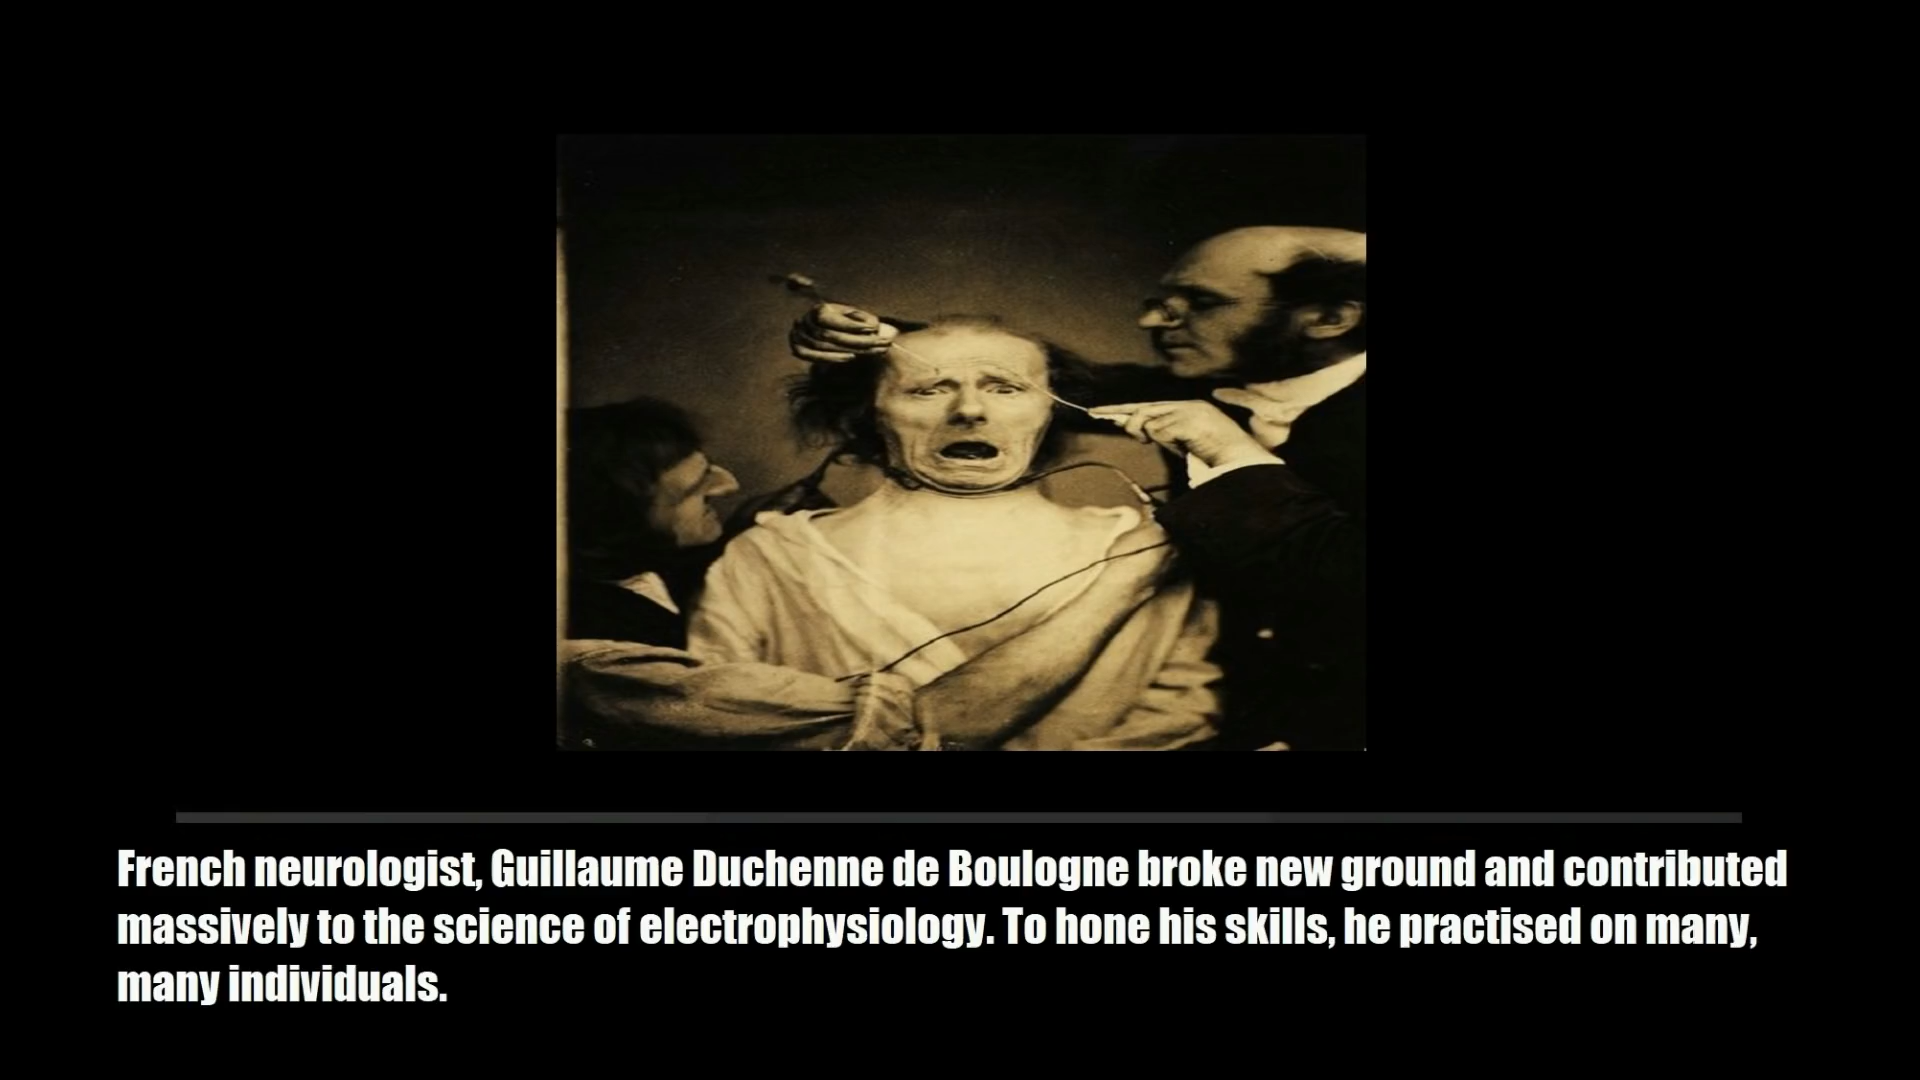 French neurologist, Guillaume Duchenne de Boulogne broke new ground and contributed
massively to the science of electrophysiology. To hone his skills, he practised on many,
many individuals.